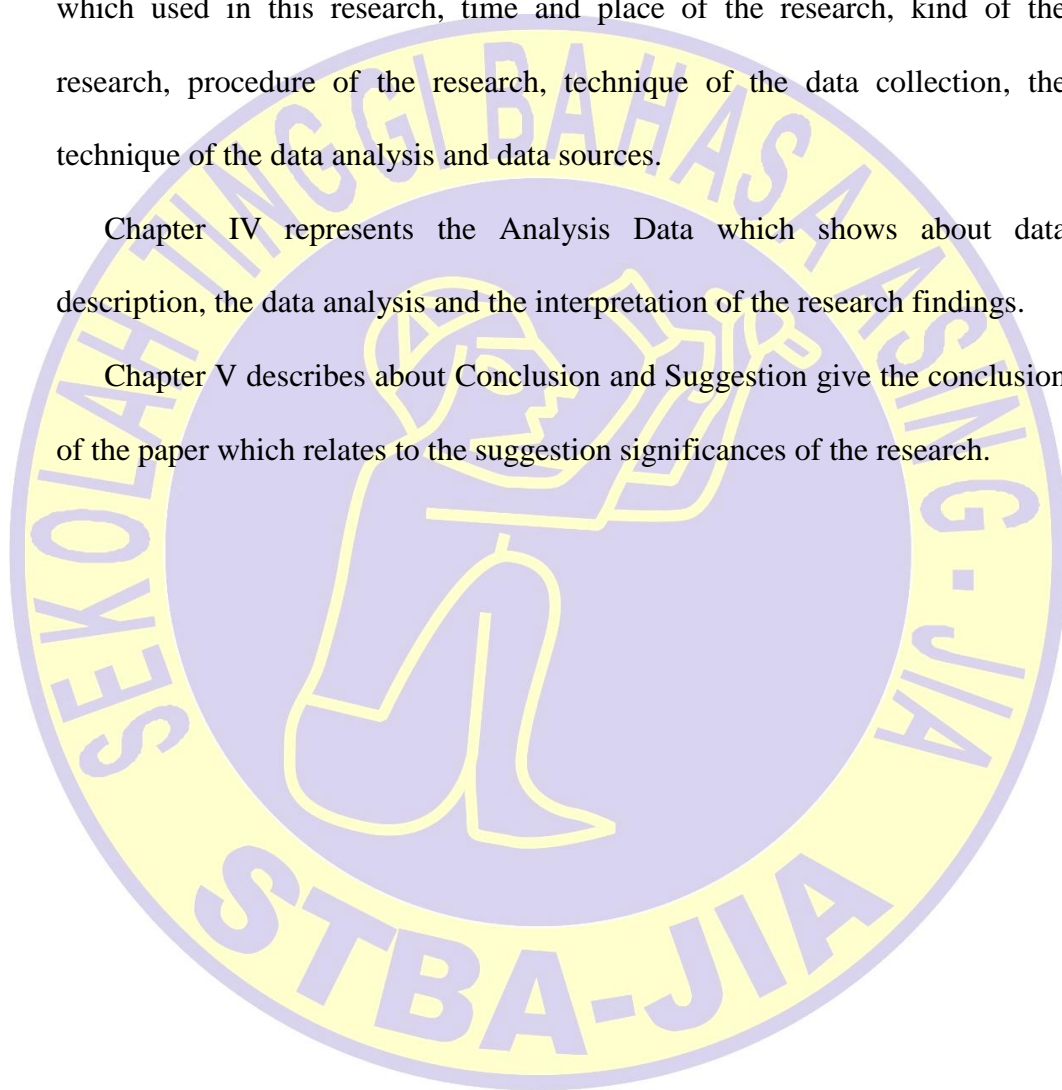 which used in this research, time and place of the research, kind of the
research, procedure of the research, technique of the data collection, the
technique of the data analysis and data sources.
Chapter IV represents the Analysis Data which shows about data
description, the data analysis and the interpretation of the research findings.
Chapter V describes about Conclusion and Suggestion give the conclusion
of the paper which relates to the suggestion significances of the research.
SEKOLAH TINGGI BAHASA ASING - JIA
STBA-JIA